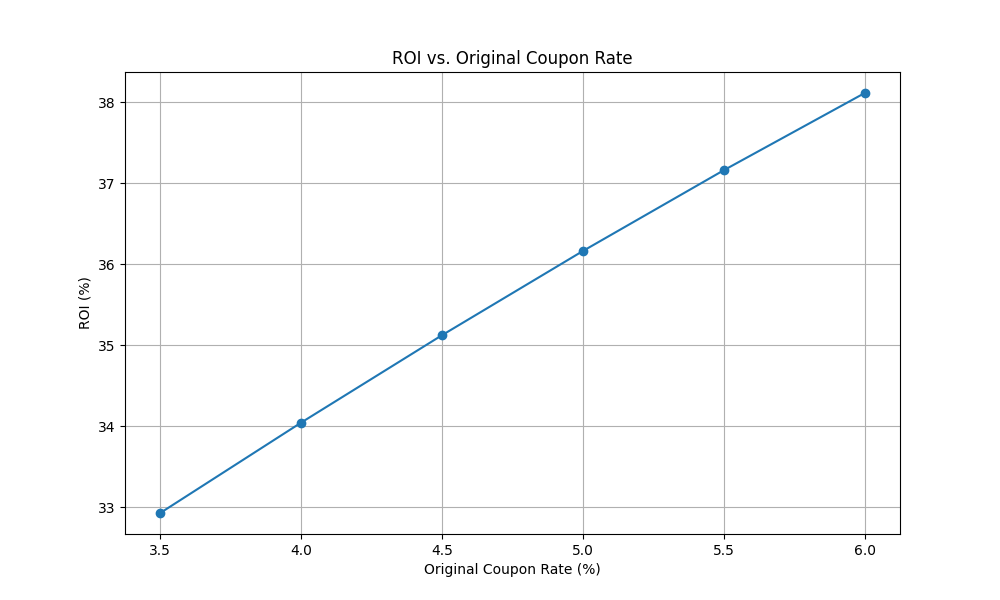 ROI vs. Original Coupon Rate
38
37
36
35
34
33
ROI (%)
3.5 4.0 4.5 5.0 5.5 6.0
Original Coupon Rate (%)